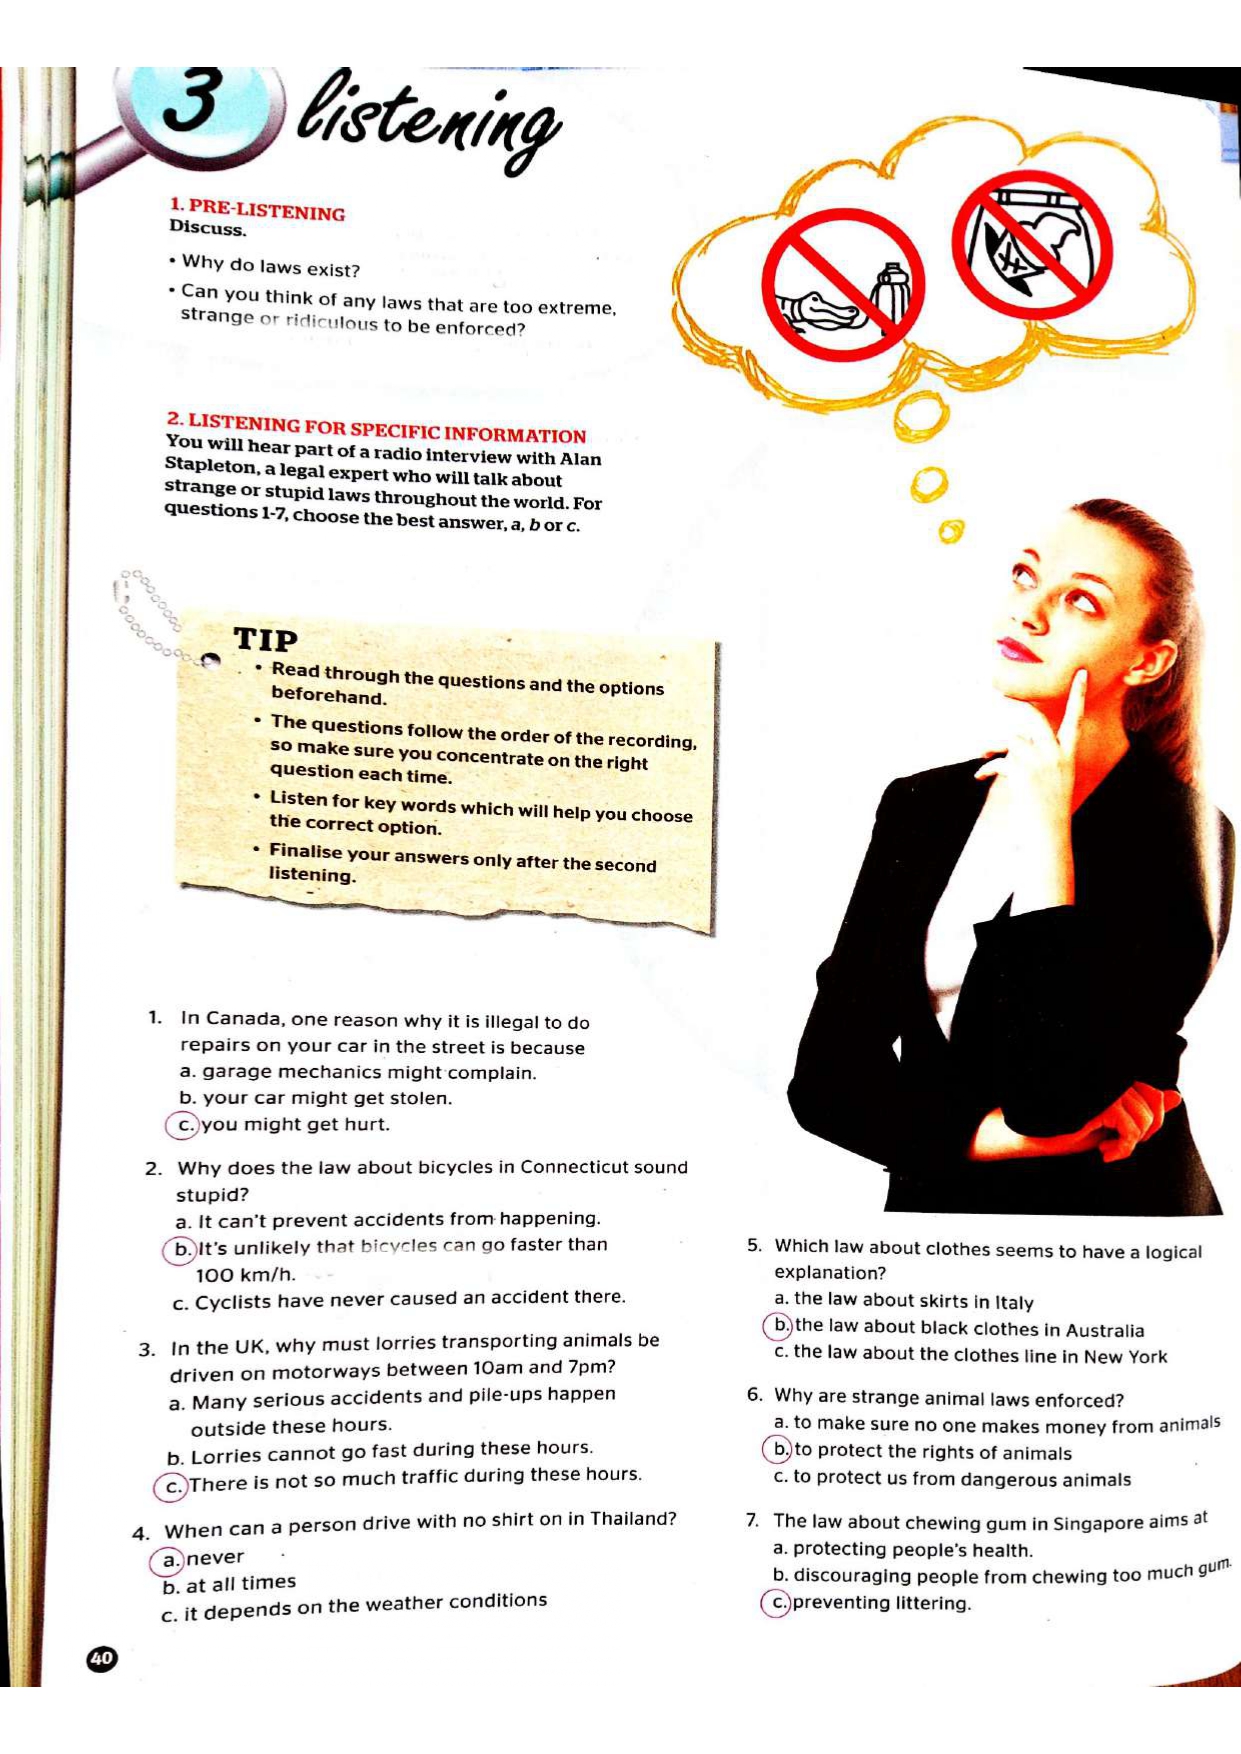 3 listening
1. PRE-LISTENING
Discuss.
• Why do laws exist?
• Can you think of any laws that are too extreme,
strange or ridiculous to be enforced?
2. LISTENING FOR SPECIFIC INFORMATION
You will hear part of a radio interview with Alan
Stapleton, a legal expert who will talk about
strange or stupid laws throughout the world. For
questions 1-7, choose the best answer, a, b or c.
TIP
• Read through the questions and the options
beforehand.
• The questions follow the order of the recording,
so make sure you concentrate on the right
question each time.
• Listen for key words which will help you choose
the correct option.
• Finalise your answers only after the second
listening.
1. In Canada, one reason why it is illegal to do
repairs on your car in the street is because
a. garage mechanics might complain.
b. your car might get stolen.
c. you might get hurt.
2. Why does the law about bicycles in Connecticut sound
stupid?
a. It can't prevent accidents from happening.
b. It's unlikely that bicycles can go faster than
100 km/h.
c. Cyclists have never caused an accident there.
3. In the UK, why must lorries transporting animals be
driven on motorways between 10am and 7pm?
a. Many serious accidents and pile-ups happen
outside these hours.
b. Lorries cannot go fast during these hours.
c. There is not so much traffic during these hours.
4. When can a person drive with no shirt on in Thailand?
a. never
b. at all times
c. it depends on the weather conditions
5. Which law about clothes seems to have a logical
explanation?
a. the law about skirts in Italy
b. the law about black clothes in Australia
c. the law about the clothes line in New York
6. Why are strange animal laws enforced?
a. to make sure no one makes money from animals
b. to protect the rights of animals
c. to protect us from dangerous animals
7. The law about chewing gum in Singapore aims at
a. protecting people's health.
b. discouraging people from chewing too much gum.
c. preventing littering.
40